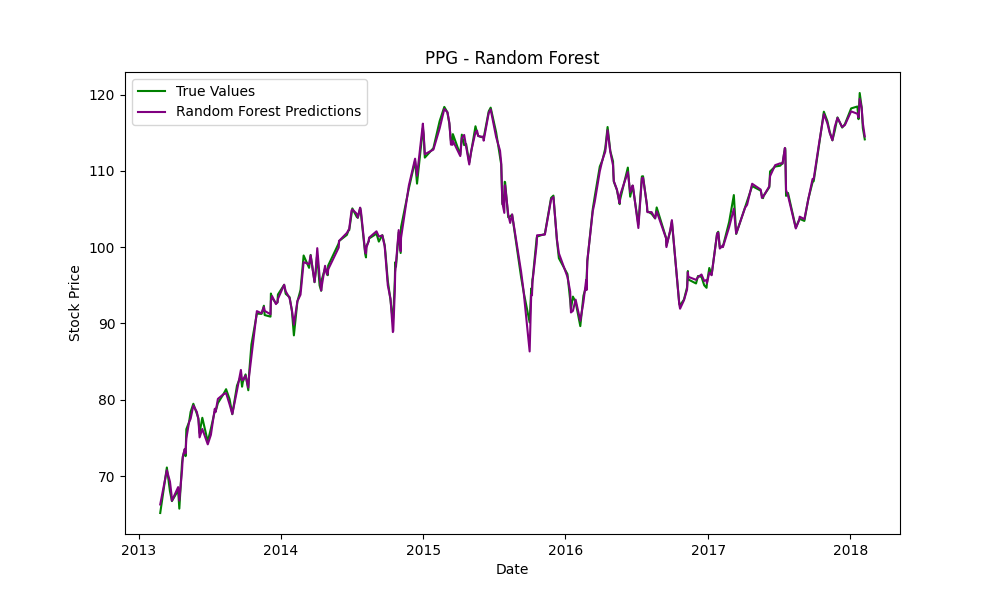 PPG - Random Forest
True Values
Random Forest Predictions
120
110
100
90
80
70
Stock Price
2013 2014 2015 2016 2017 2018
Date